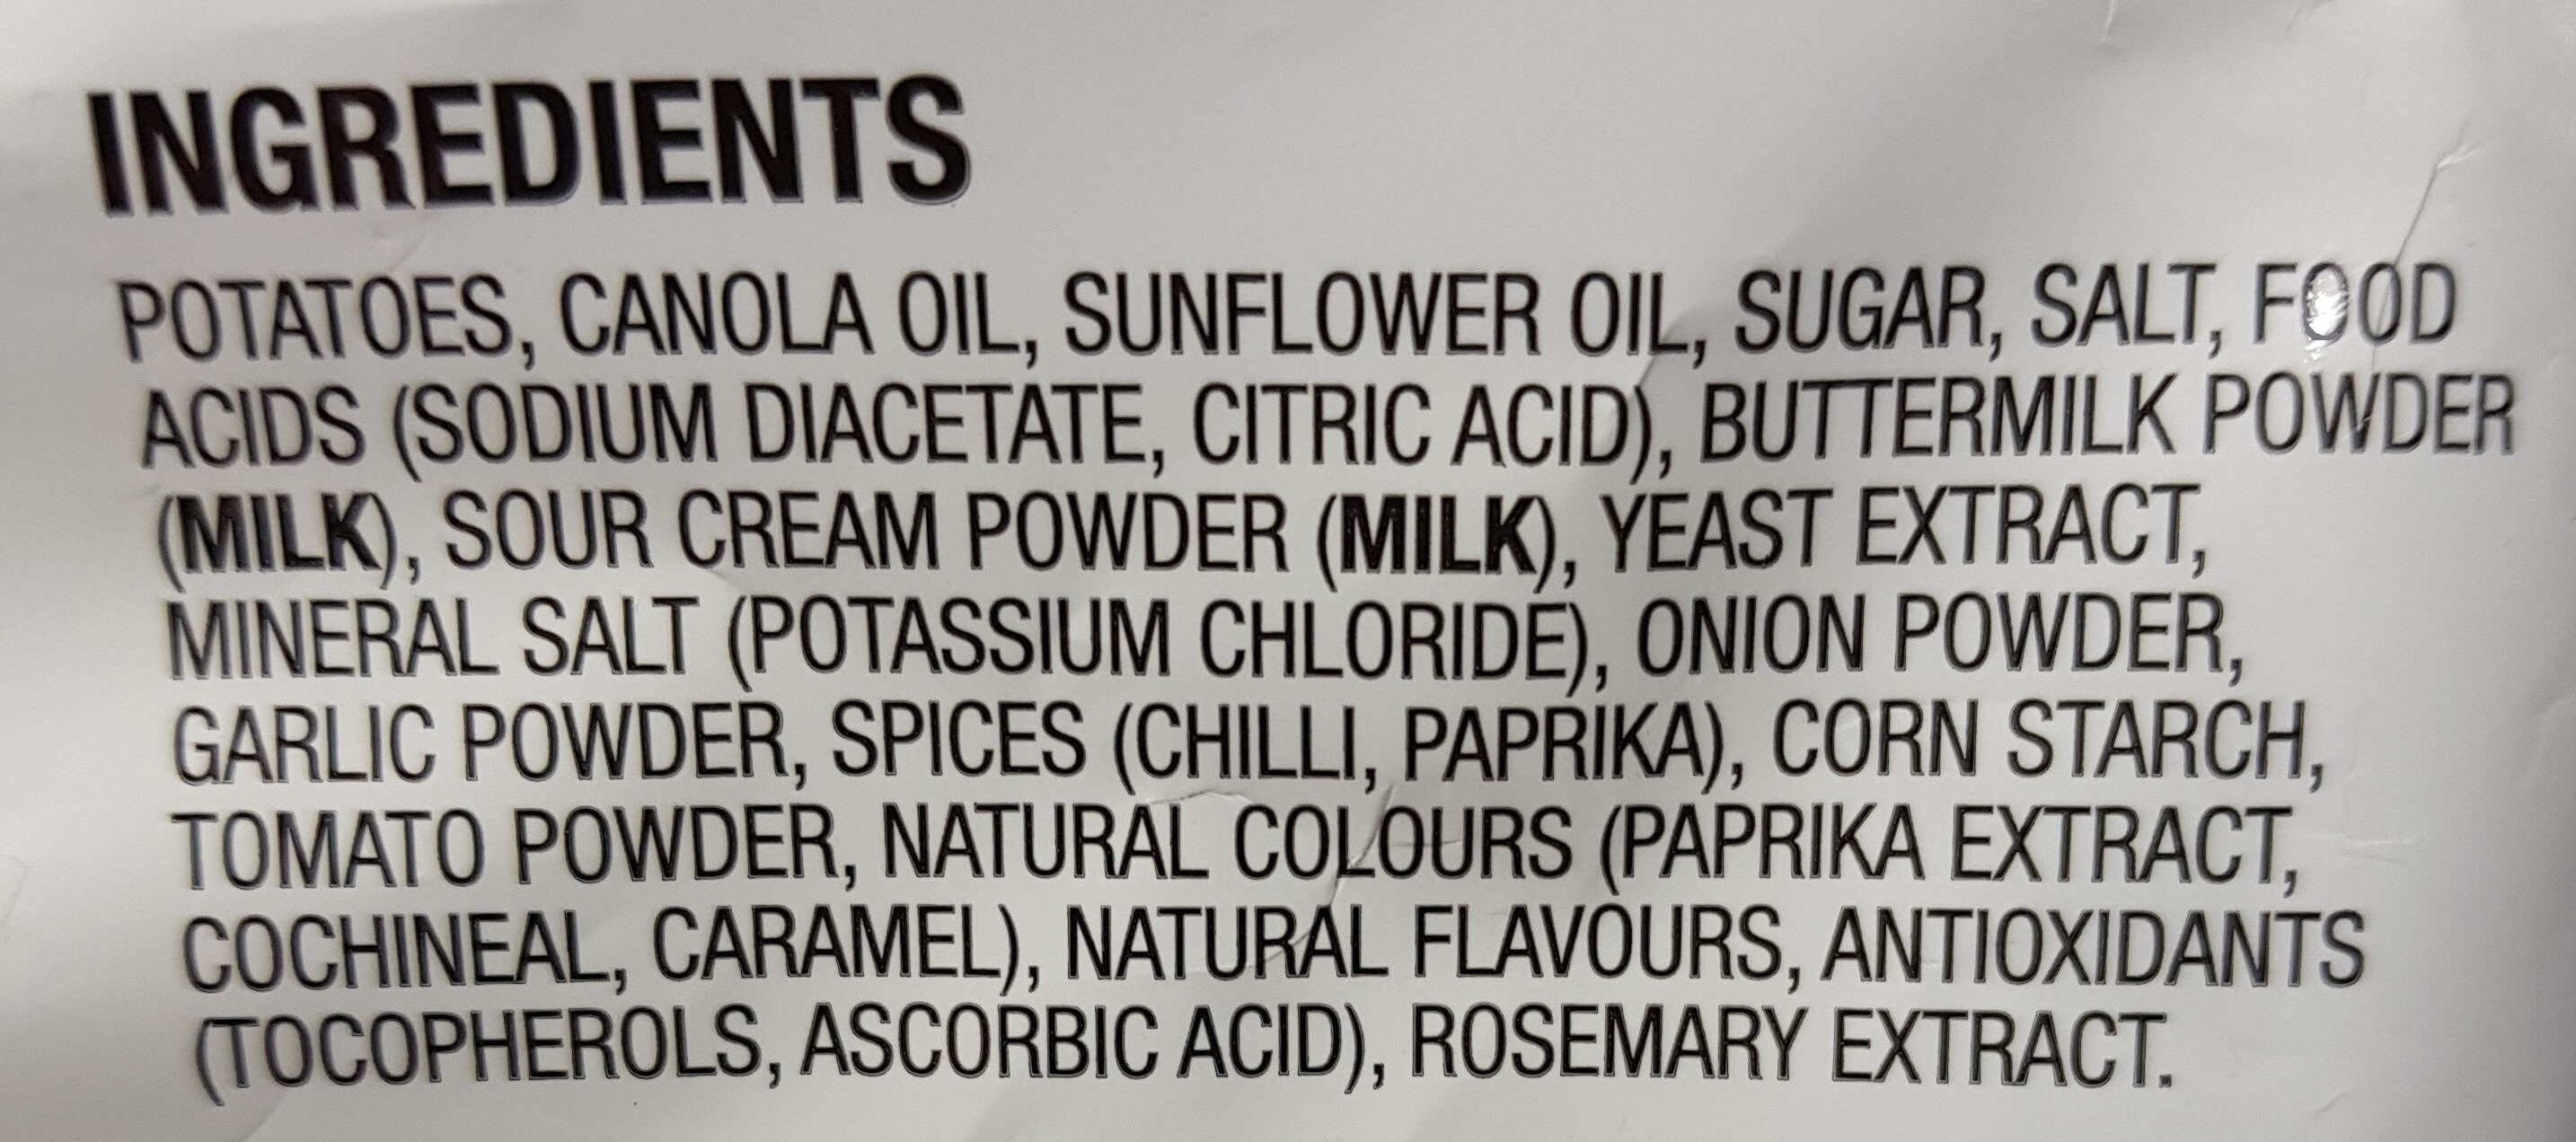 INGREDIENTS
POTATOES, CANOLA OIL, SUNFLOWER OIL, SUGAR, SALT, FOOD
ACIDS (SODIUM DIACETATE, CITRIC ACID), BUTTERMILK POWDER
(MILK), SOUR CREAM POWDER (MILK), YEAST EXTRACT,
MINERAL SALT (POTASSIUM CHLORIDE), ONION POWDER,
GARLIC POWDER, SPICES (CHILLI, PAPRIKA), CORN STARCH,
TOMATO POWDER, NATURAL COLOURS (PAPRIKA EXTRACT,
COCHINEAL, CARAMEL), NATURAL FLAVOURS, ANTIOXIDANTS
(TOCOPHEROLS, ASCORBIC ACID), ROSEMARY EXTRACT.